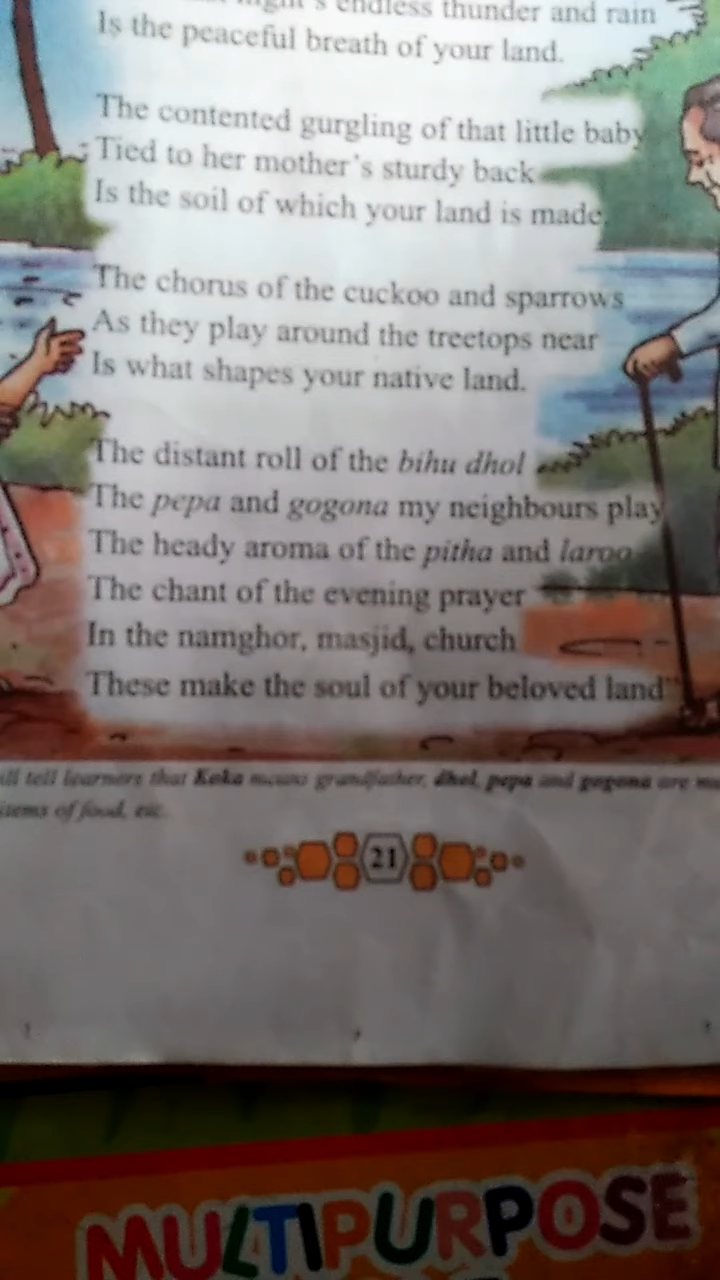 night's endless thunder and rain
Is the peaceful breath of your land.
The contented gurgling of that little baby
Tied to her mother's sturdy back
Is the soil of which your land is made.
The chorus of the cuckoo and sparrows
As they play around the treetops near
Is what shapes your native land.
The distant roll of the bihu dhol
The pepa and gogona my neighbours play
The heady aroma of the pitha and laroo
The chant of the evening prayer
In the namghor, masjid, church
These make the soul of your beloved land"
tell learners that Koka means grandfather, dhol, pepa and gogona are
items of food, etc.
21
MULTIPURPOSE